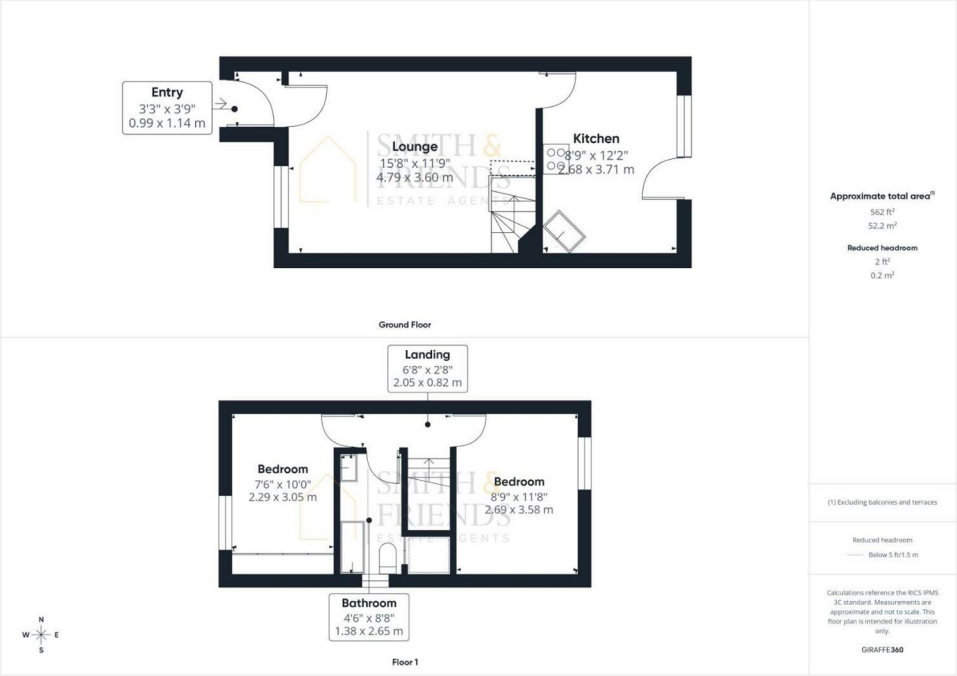 Entry
3'3" x 3'9"
0.99 x 1.14 m
SMITH &
FRIENDS
ESTATE AGENTS
Lounge
15'8" x 11'9"
4.79 x 3.60 m
Kitchen
8'9" x 12'2"
2.68 x 3.71 m
Ground Floor
Landing
6'8" x 2'8"
2.05 x 0.82 m
Bedroom
7'6" x 10'0"
2.29 x 3.05 m
SMITH &
FRIENDS
ESTATE AGENTS
Bedroom
8'9" x 11'8"
2.69 x 3.58 m
Bathroom
4'6" x 8'8"
1.38 x 2.65 m
N
W E
S
Floor 1
Approximate total area(1)
562 ft²
52.2 m²
Reduced headroom
2 ft²
0.2 m²
(1) Excluding balconies and terraces
Reduced headroom
Below 5 ft/1.5 m
Calculations reference the RICS IPMS
3C standard. Measurements are
approximate and not to scale. This
floor plan is intended for illustration
only.
GIRAFFE360